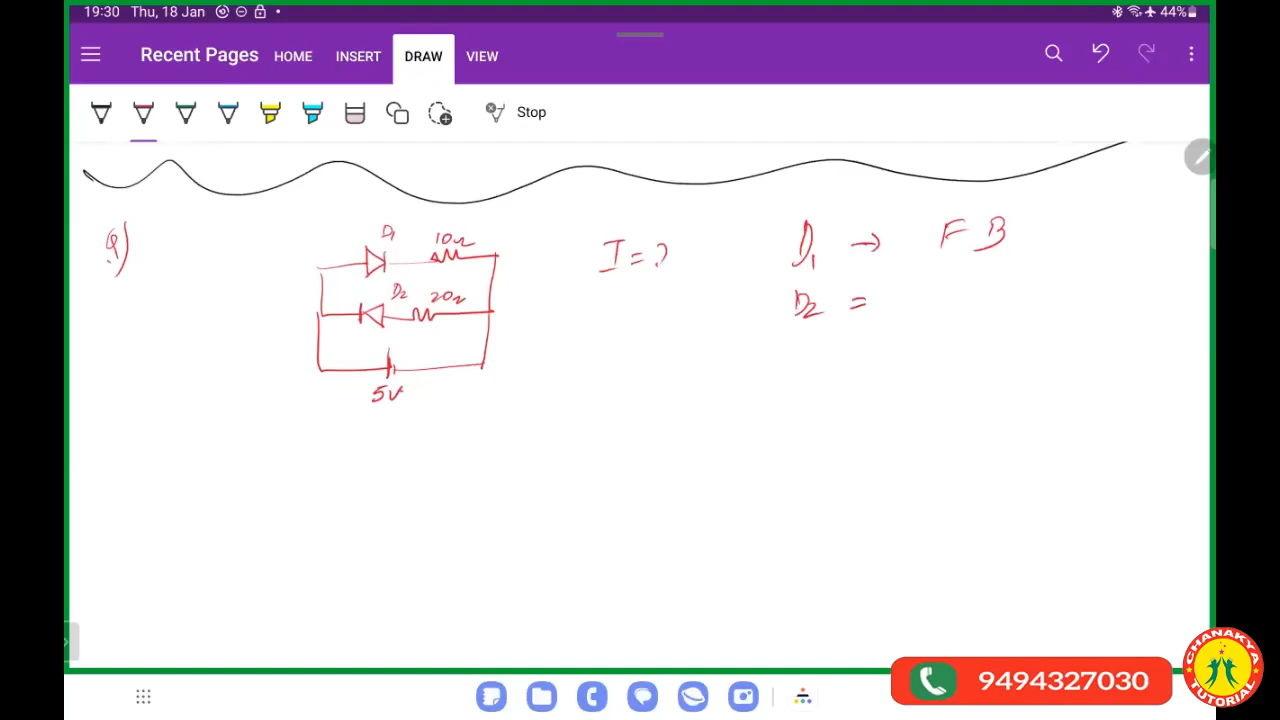 19:30 Thu, 18 Jan
44%
Recent Pages HOME INSERT DRAW VIEW
Stop
Q)
D1 10Ω
D2 20Ω
5V
I = ?
D1 → FB
D2 =
9494327030
CHANAKYA TUTORIAL